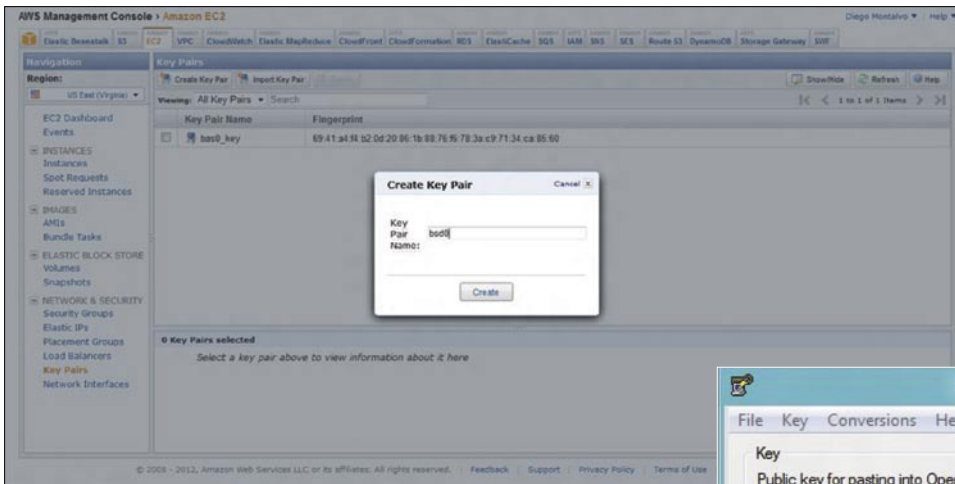 AWS Management Console > Amazon EC2
Diego Montalvo ▼ | Help ▼
Elastic Beanstalk S3 EC2 VPC CloudWatch Elastic MapReduce CloudFront CloudFormation RDS ElastiCache SQS IAM SNS SES Route 53 DynamoDB Storage Gateway SWF
Navigation
Region:
US East (Virginia) ▼
EC2 Dashboard
Events
INSTANCES
Instances
Spot Requests
Reserved Instances
IMAGES
AMIs
Bundle Tasks
ELASTIC BLOCK STORE
Volumes
Snapshots
NETWORK & SECURITY
Security Groups
Elastic IPs
Placement Groups
Load Balancers
Key Pairs
Network Interfaces
Key Pairs
Create Key Pair Import Key Pair
Show/Hide Refresh Help
Viewing: All Key Pairs ▼ Search
1 to 1 of 1 Items
Key Pair Name Fingerprint
bas0_key
Create Key Pair
Cancel X
Key Pair Name:
bsd0
Create
0 Key Pairs selected
Select a key pair above to view information about it here
© 2008 - 2012, Amazon Web Services LLC or its affiliates. All rights reserved. | Feedback | Support | Privacy Policy | Terms of Use
File Key Conversions He
Key
Public key for pasting into Ope